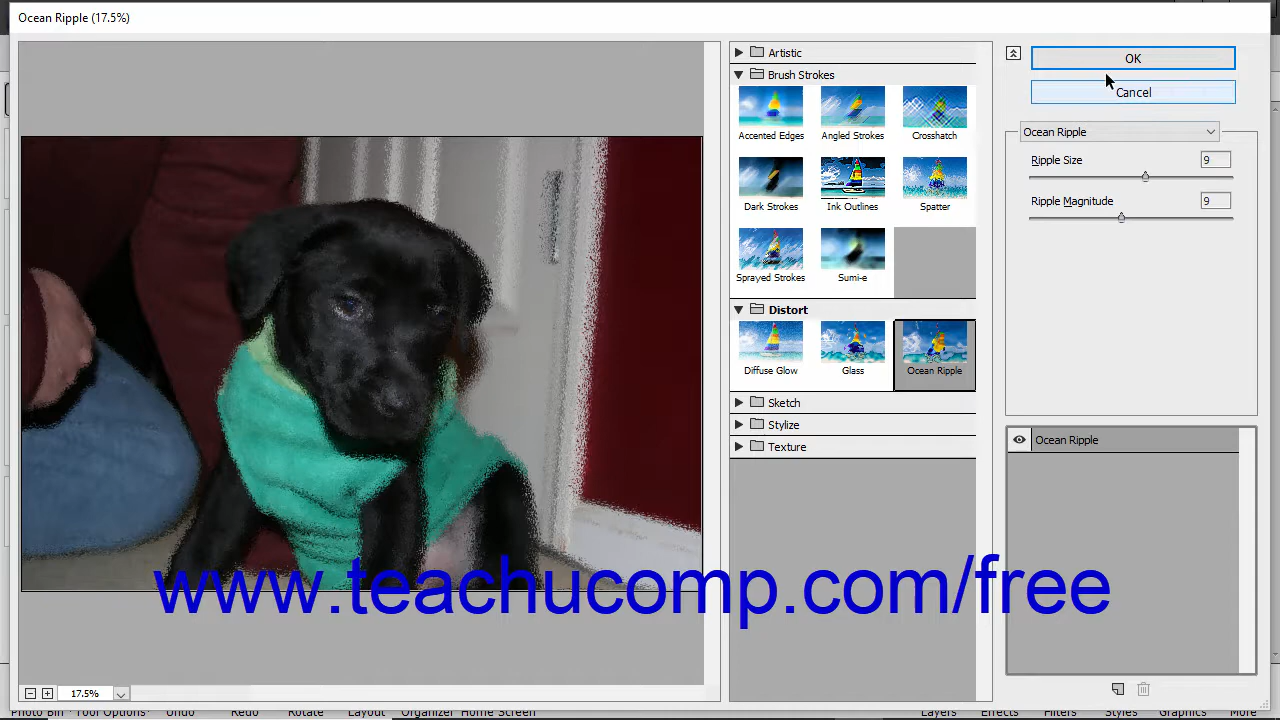 Ocean Ripple (17.5%)
Artistic
Brush Strokes
Accented Edges
Angled Strokes
Crosshatch
Dark Strokes
Ink Outlines
Spatter
Sprayed Strokes
Sumi-e
Distort
Diffuse Glow
Glass
Ocean Ripple
Sketch
Stylize
Texture
OK
Cancel
Ocean Ripple
Ripple Size 9
Ripple Magnitude 9
Ocean Ripple
www.teachucomp.com/free
17.5%
Photo Bin Tool Options Undo Redo Rotate Layout Organizer Home Screen Layers Effects Filters Styles Graphics More